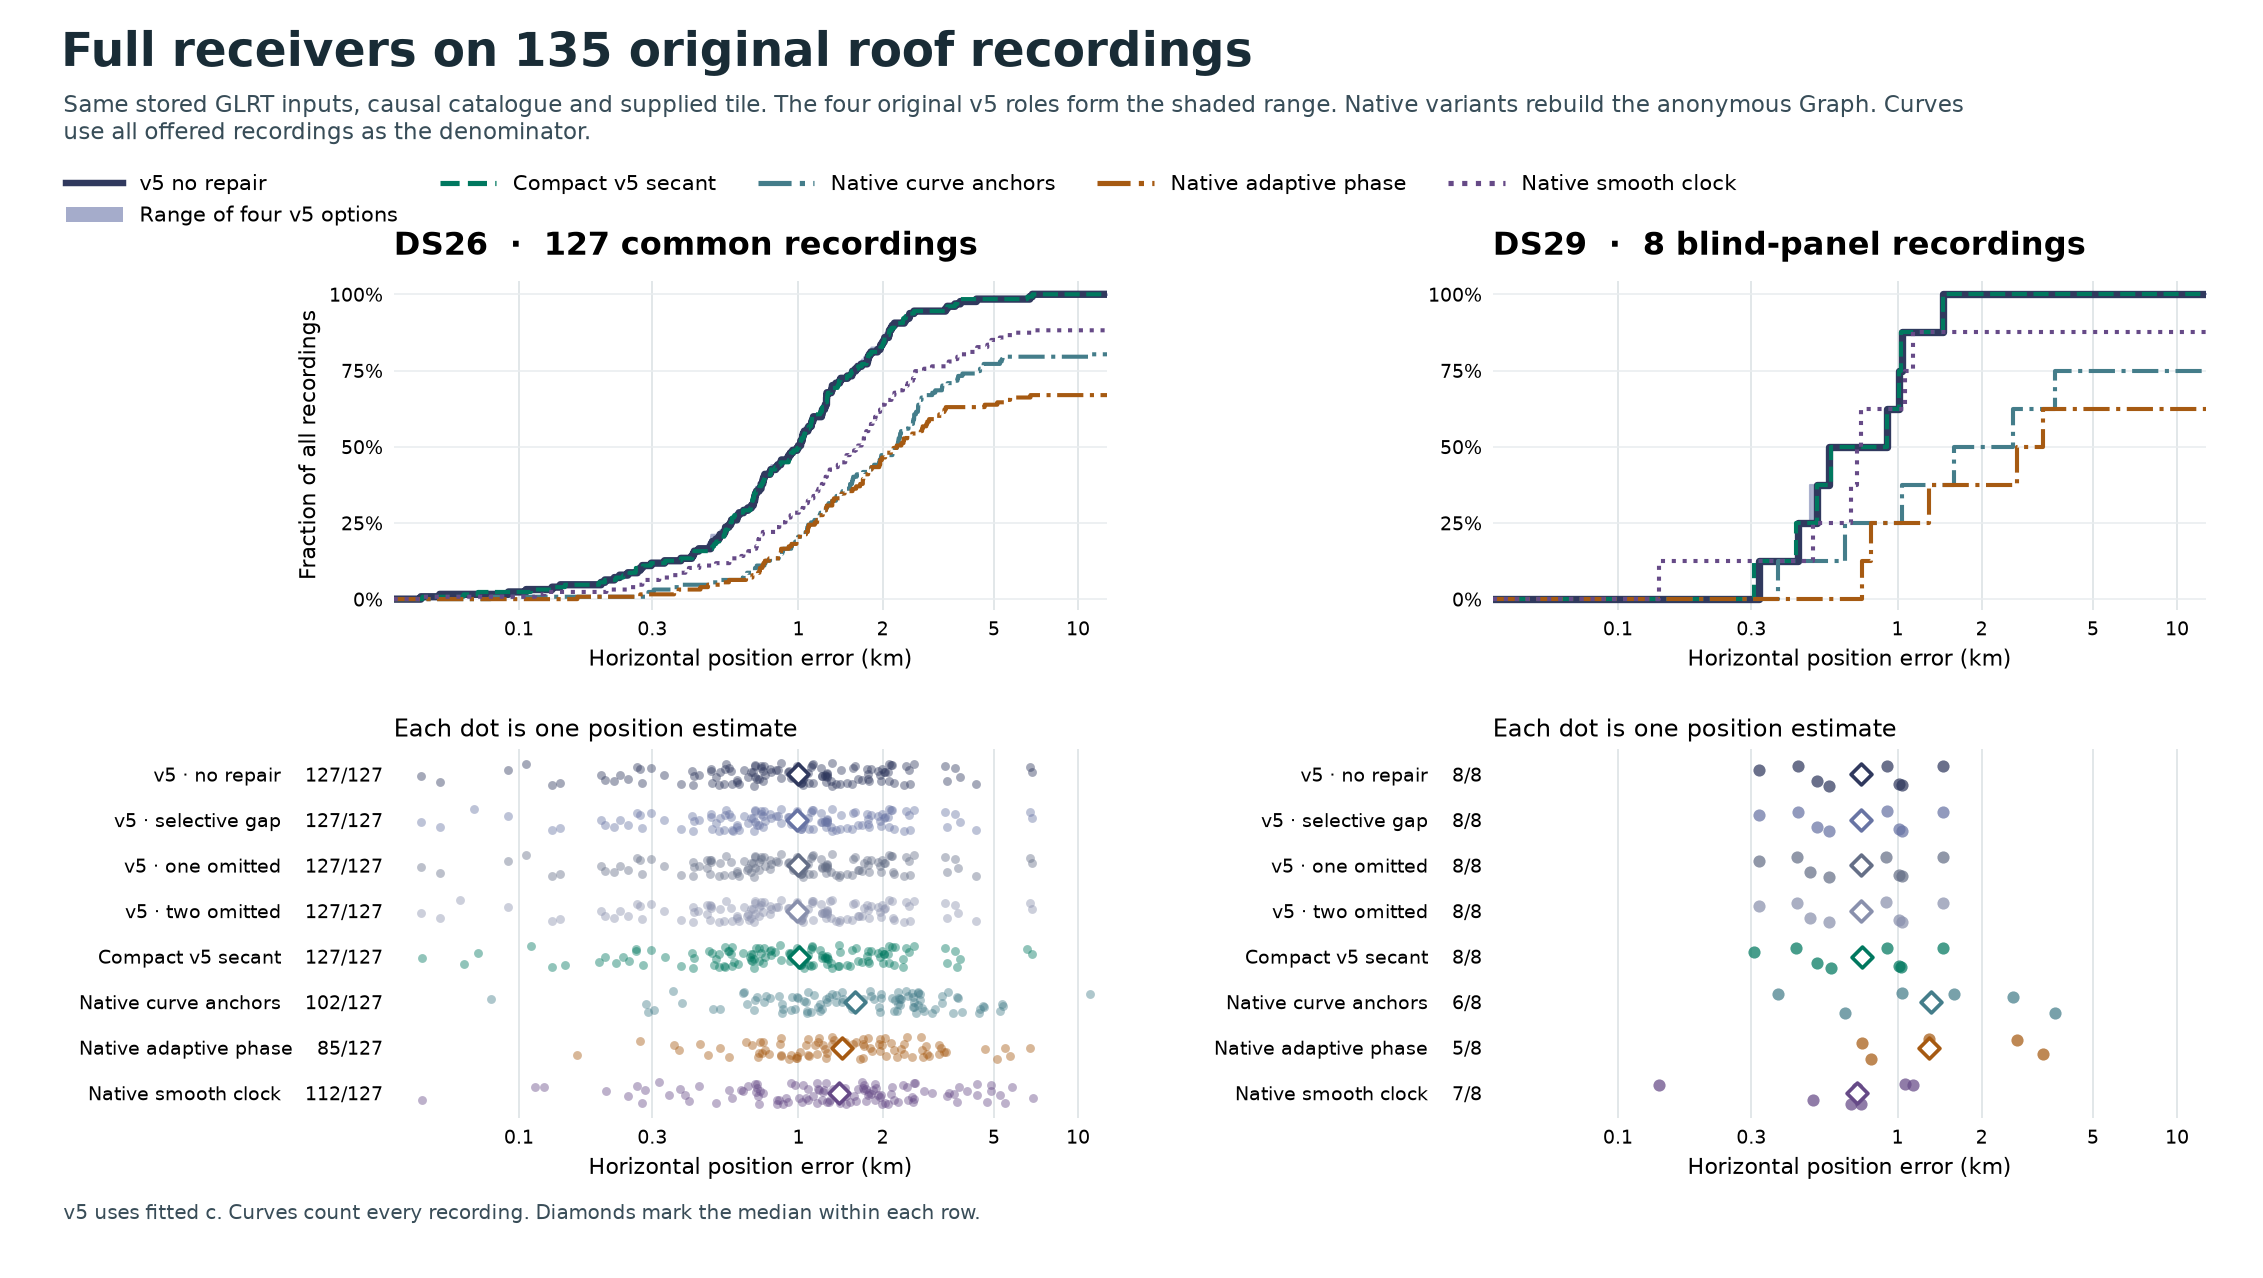 Full receivers on 135 original roof recordings
Same stored GLRT inputs, causal catalogue and supplied tile. The four original v5 roles form the shaded range. Native variants rebuild the anonymous Graph. Curves
use all offered recordings as the denominator.
v5 no repair
Compact v5 secant
Native curve anchors
Native adaptive phase
Native smooth clock
Range of four v5 options
DS26 · 127 common recordings
100%
75%
50%
25%
0%
Fraction of all recordings
0.1 0.3 1 2 5 10
Horizontal position error (km)
DS29 · 8 blind-panel recordings
100%
75%
50%
25%
0%
0.1 0.3 1 2 5 10
Horizontal position error (km)
Each dot is one position estimate
v5 · no repair 127/127
v5 · selective gap 127/127
v5 · one omitted 127/127
v5 · two omitted 127/127
Compact v5 secant 127/127
Native curve anchors 102/127
Native adaptive phase 85/127
Native smooth clock 112/127
0.1 0.3 1 2 5 10
Horizontal position error (km)
Each dot is one position estimate
v5 · no repair 8/8
v5 · selective gap 8/8
v5 · one omitted 8/8
v5 · two omitted 8/8
Compact v5 secant 8/8
Native curve anchors 6/8
Native adaptive phase 5/8
Native smooth clock 7/8
0.1 0.3 1 2 5 10
Horizontal position error (km)
v5 uses fitted c. Curves count every recording. Diamonds mark the median within each row.